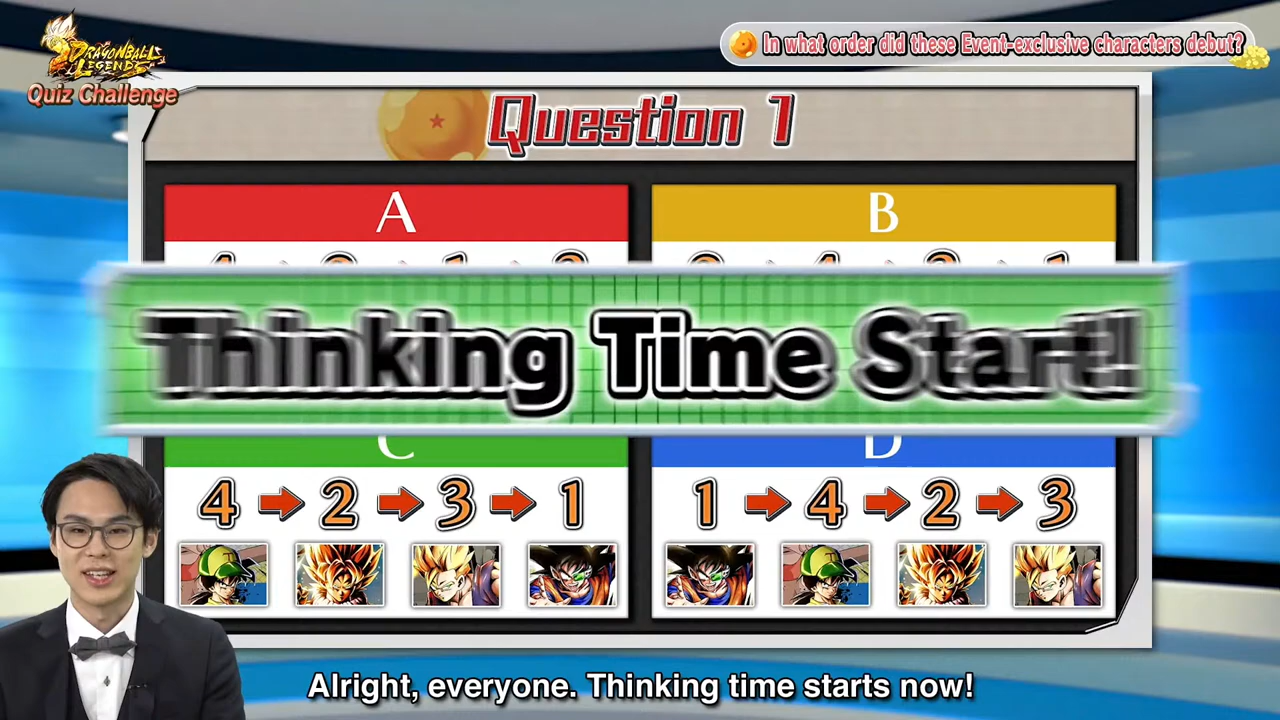 DRAGONBALL
LEGENDS
Quiz Challenge
In what order did these Event-exclusive characters debut?
Question 1
A
B
Thinking Time Start!
C
D
4 → 2 → 3 → 1
1 → 4 → 2 → 3
Alright, everyone. Thinking time starts now!